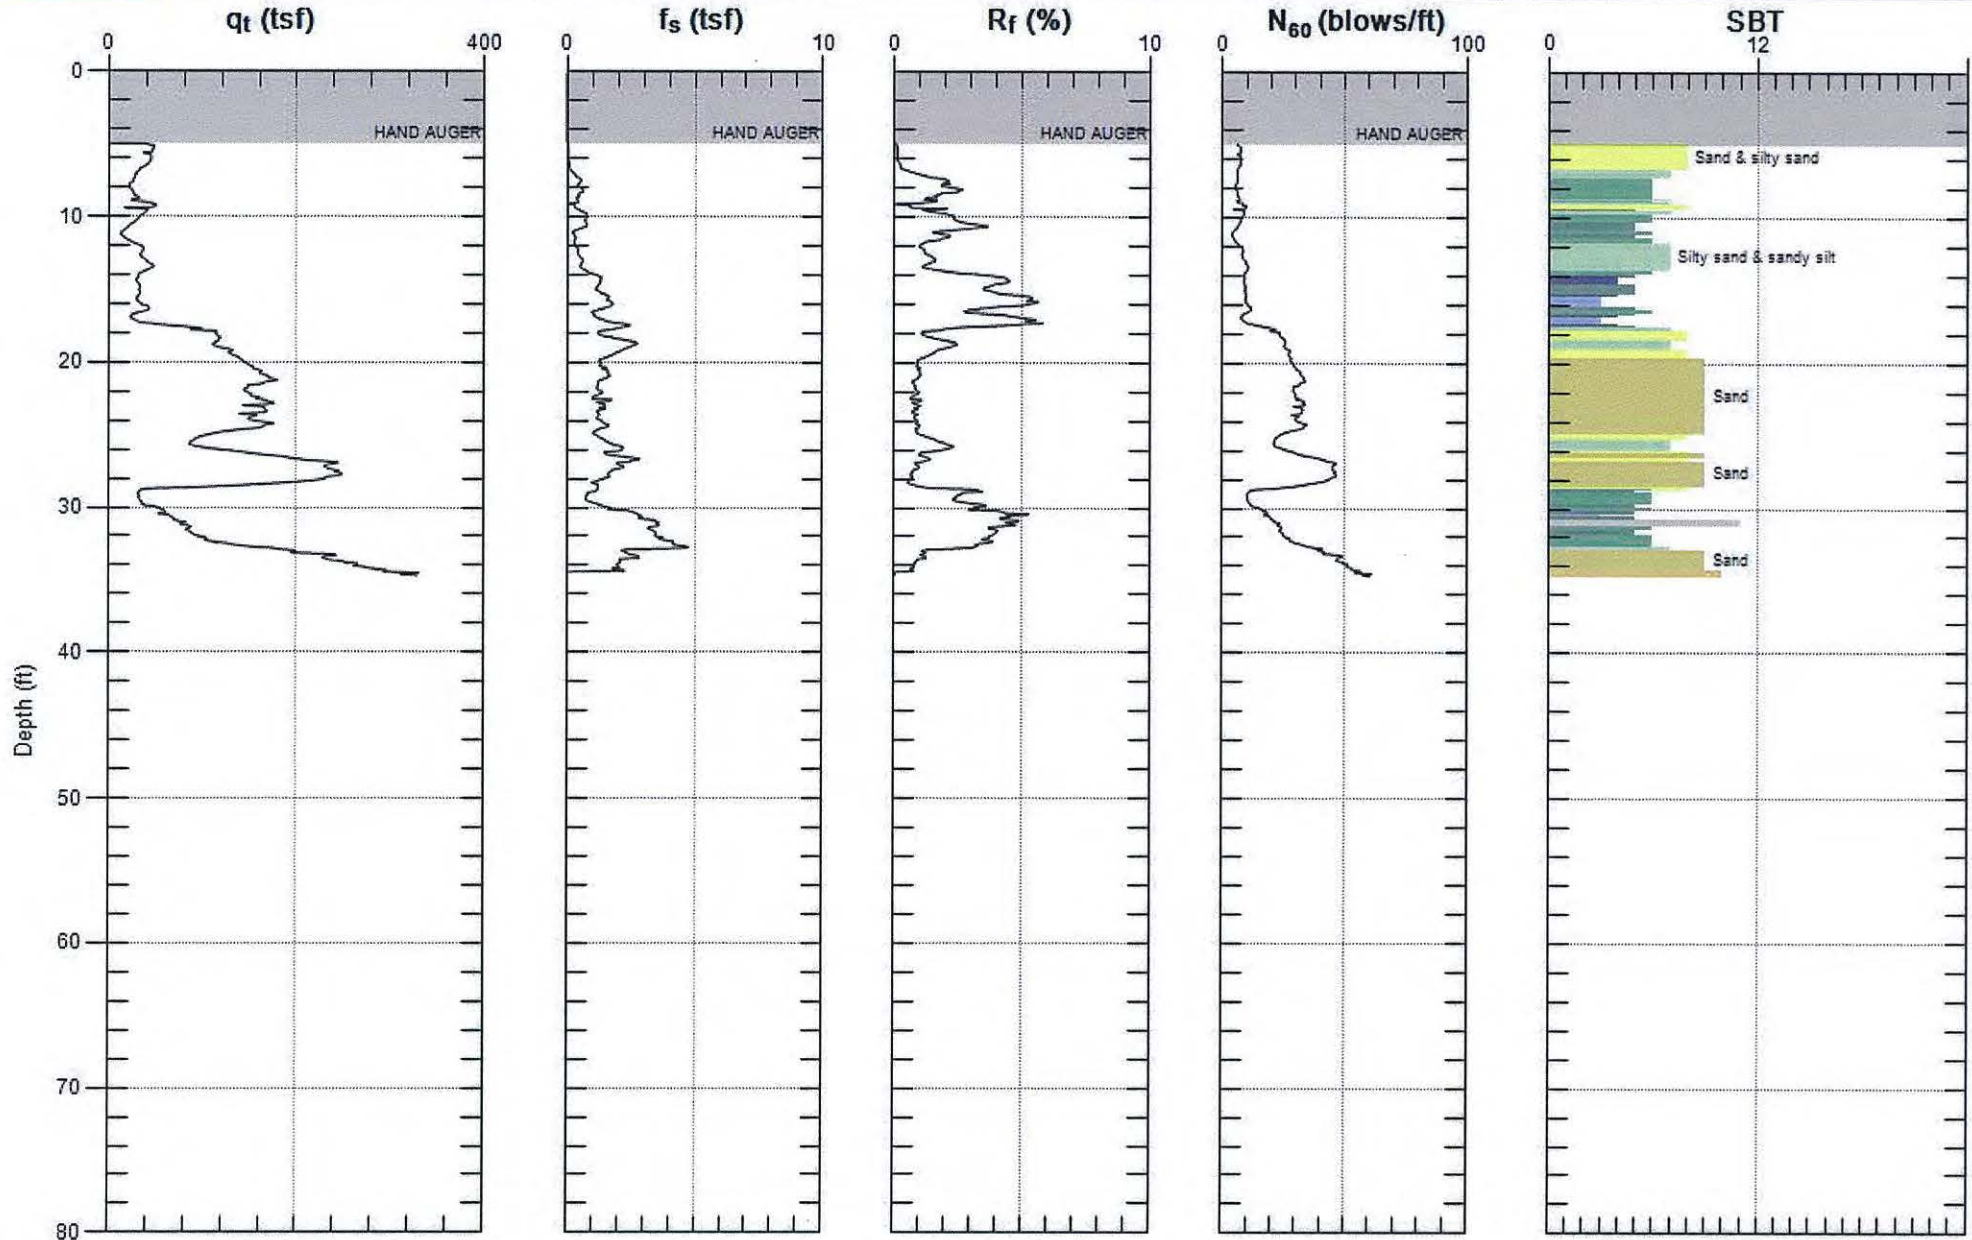 qt (tsf)
fs (tsf)
Rf (%)
N60 (blows/ft)
SBT
0 400
0 10
0 10
0 100
0 12
0
HAND AUGER
HAND AUGER
HAND AUGER
HAND AUGER
Sand & silty sand
10
Silty sand & sandy silt
20
Sand
Sand
30
Sand
40
Depth (ft)
50
60
70
80